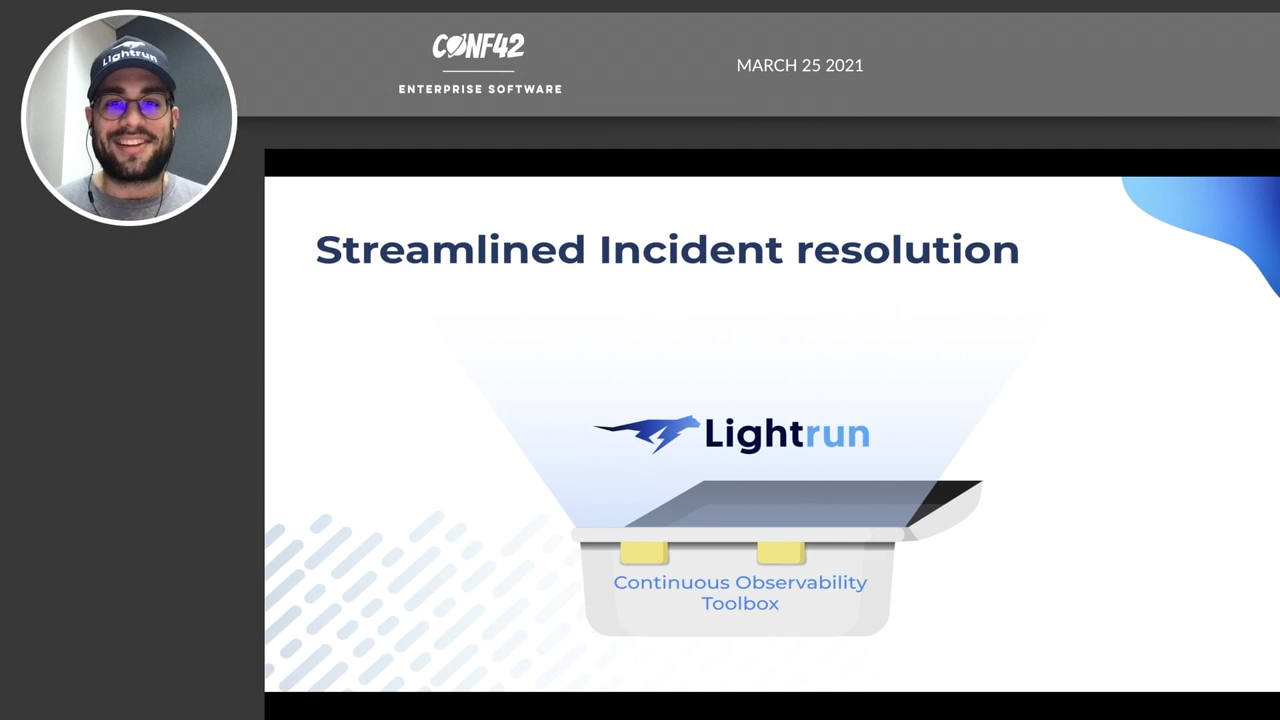 Lightrun
CONF42
ENTERPRISE SOFTWARE
MARCH 25 2021
Streamlined Incident resolution
Lightrun
Continuous Observability
Toolbox